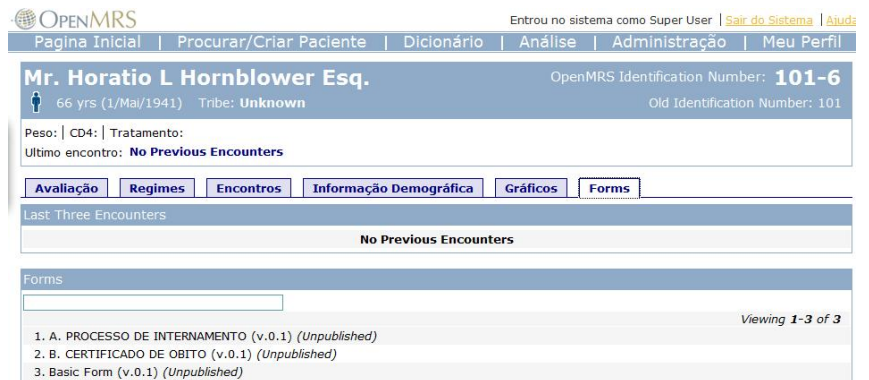 OPENMRS
Entrou no sistema como Super User | Sair do Sistema | Ajuda
Pagina Inicial | Procurar/Criar Paciente | Dicionário | Análise | Administração | Meu Perfil
Mr. Horatio L Hornblower Esq. OpenMRS Identification Number: 101-6
66 yrs (1/Mai/1941) Tribe: Unknown Old Identification Number: 101
Peso: | CD4: | Tratamento:
Ultimo encontro: No Previous Encounters
Avaliação Regimes Encontros Informação Demográfica Gráficos Forms
Last Three Encounters
No Previous Encounters
Forms
Viewing 1-3 of 3
1. A. PROCESSO DE INTERNAMENTO (v.0.1) (Unpublished)
2. B. CERTIFICADO DE OBITO (v.0.1) (Unpublished)
3. Basic Form (v.0.1) (Unpublished)